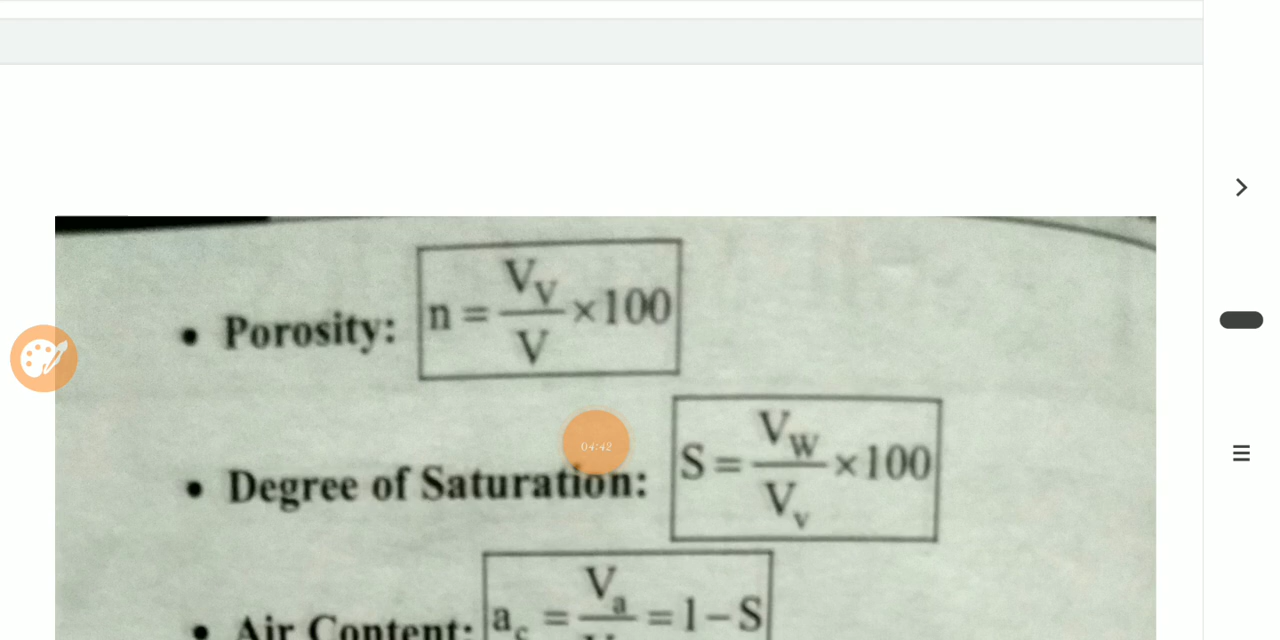 • Porosity: n = V_V / V × 100
04:42
• Degree of Saturation: S = V_W / V_v × 100
• Air Content: a_c = V_a / = 1 − S